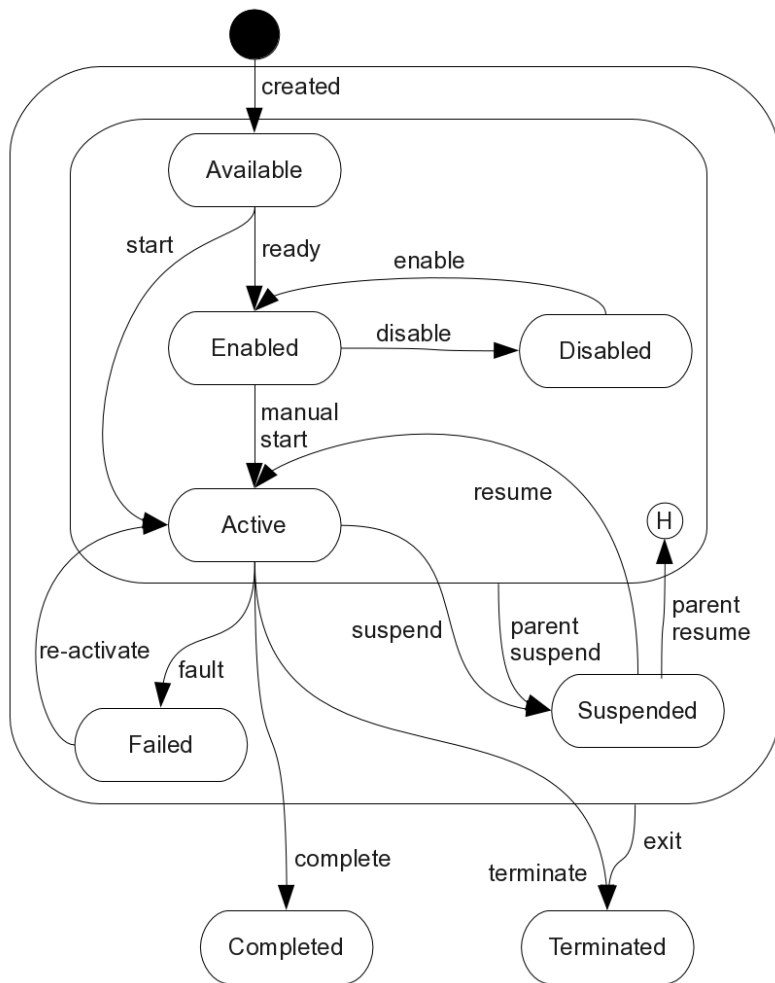 created
Available
start
ready
enable
Enabled
disable
Disabled
manual
start
resume
Active
H
suspend
parent
suspend
parent
resume
re-activate
fault
Failed
Suspended
complete
terminate
exit
Completed
Terminated